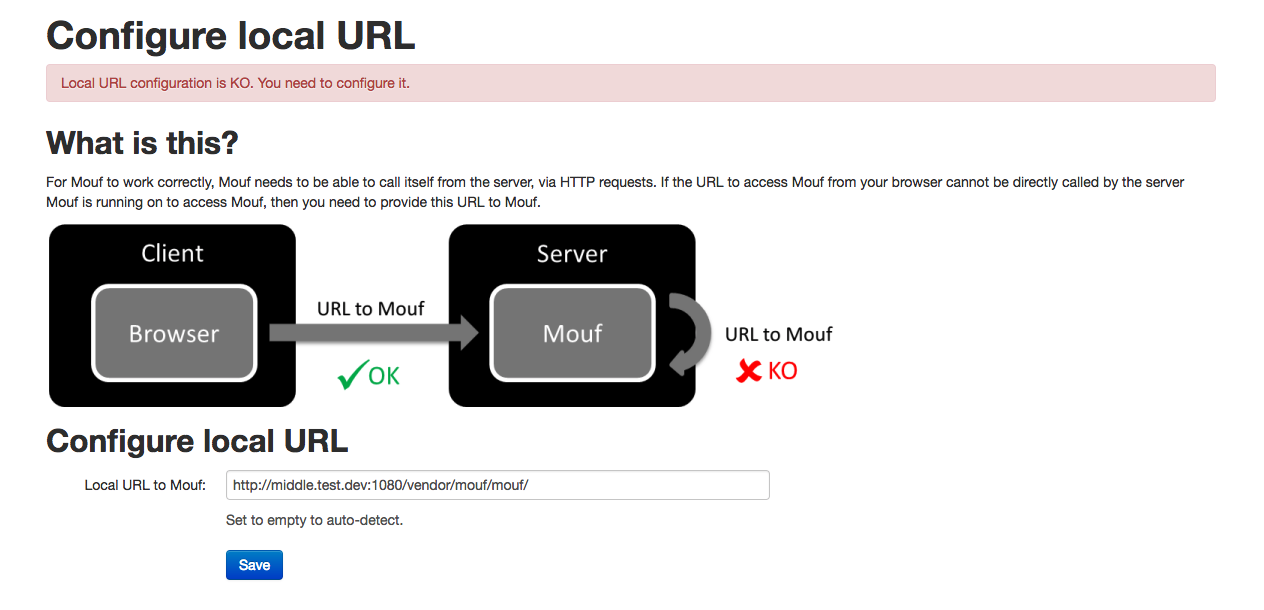 Configure local URL
Local URL configuration is KO. You need to configure it.
What is this?
For Mouf to work correctly, Mouf needs to be able to call itself from the server, via HTTP requests. If the URL to access Mouf from your browser cannot be directly called by the server
Mouf is running on to access Mouf, then you need to provide this URL to Mouf.
Client
Browser
URL to Mouf
OK
Server
Mouf
URL to Mouf
KO
Configure local URL
Local URL to Mouf:
http://middle.test.dev:1080/vendor/mouf/mouf/
Set to empty to auto-detect.
Save